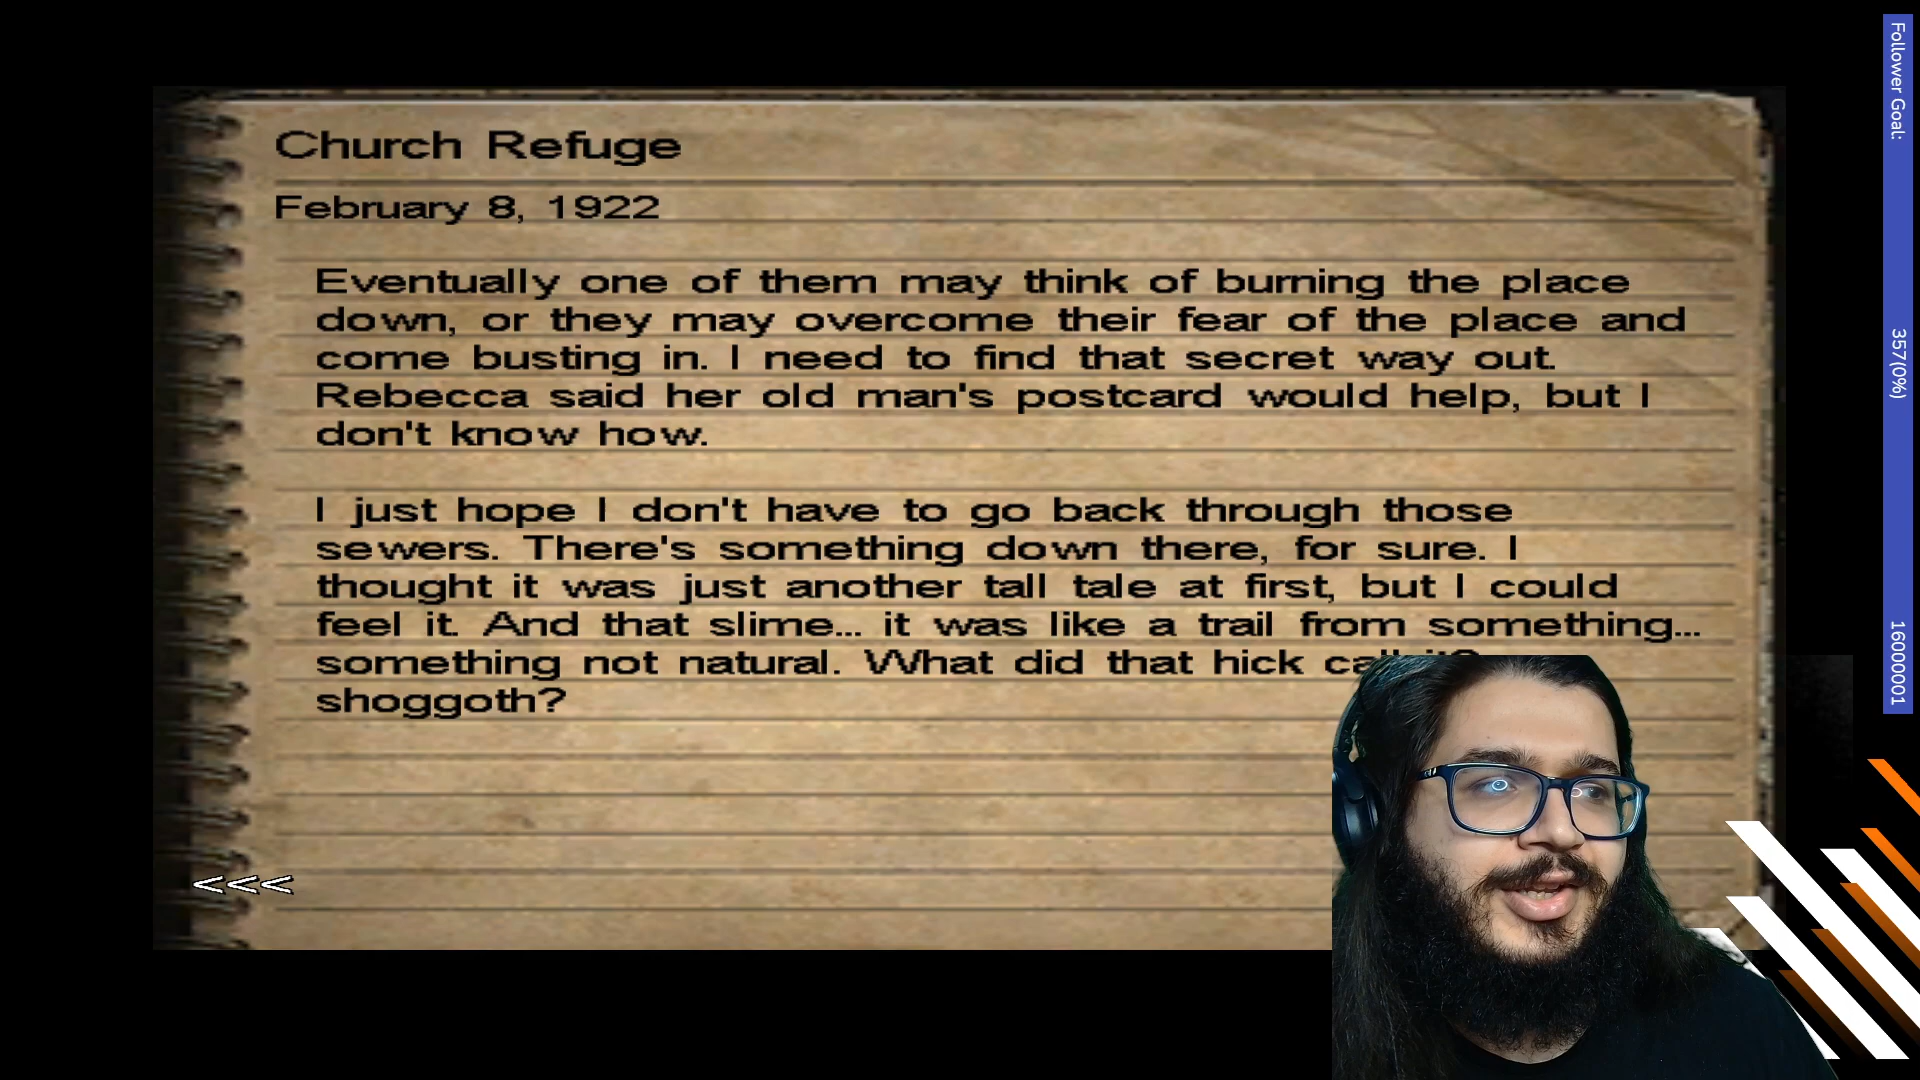 Church Refuge
February 8, 1922
Eventually one of them may think of burning the place
down, or they may overcome their fear of the place and
come busting in. I need to find that secret way out.
Rebecca said her old man's postcard would help, but I
don't know how.
I just hope I don't have to go back through those
sewers. There's something down there, for sure. I
thought it was just another tall tale at first, but I could
feel it. And that slime... it was like a trail from something...
something not natural. What did that hick
shoggoth?
<<<
Follower Goal:
357(0%)
16000001